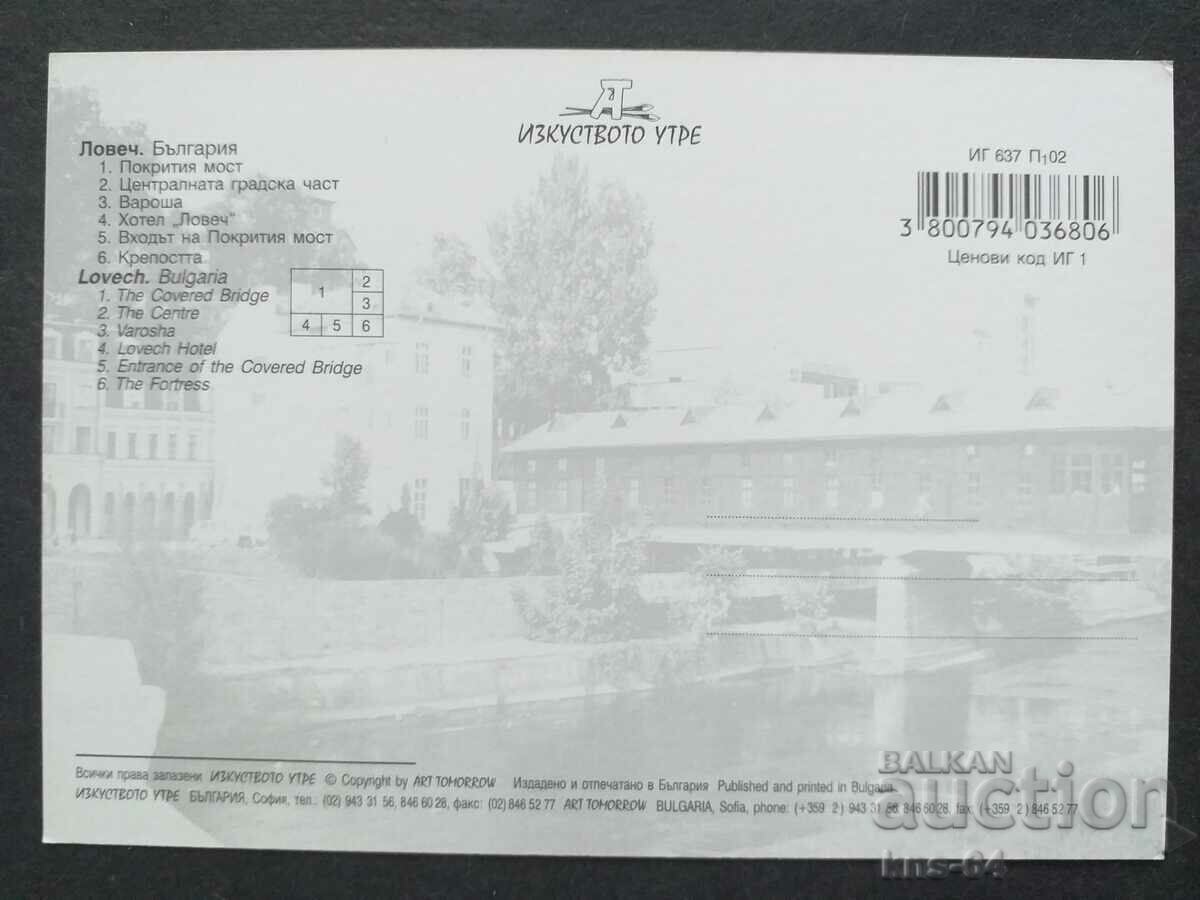 ИЗКУСТВОТО УТРЕ
Ловеч. България
1. Покрития мост
2. Централната градска част
3. Вароша
4. Хотел „Ловеч“
5. Входът на Покрития мост
6. Крепостта
Lovech. Bulgaria
1. The Covered Bridge
2. The Centre
3. Varosha
4. Lovech Hotel
5. Entrance of the Covered Bridge
6. The Fortress
1 2
3
4 5 6
ИГ 637 П102
3 800794 036806
Ценови код ИГ 1
Всички права запазени ИЗКУСТВОТО УТРЕ © Copyright by ART TOMORROW Издадено и отпечатано в България Published and printed in Bulgaria
ИЗКУСТВОТО УТРЕ БЪЛГАРИЯ, София, тел.: (02) 943 31 56, 846 60 28, факс: (02) 846 52 77 ART TOMORROW BULGARIA, Sofia, phone: (+359 2) 943 31 56, 846 60 28, fax: (+359 2) 846 52 77
BALKAN
auction
kns-64